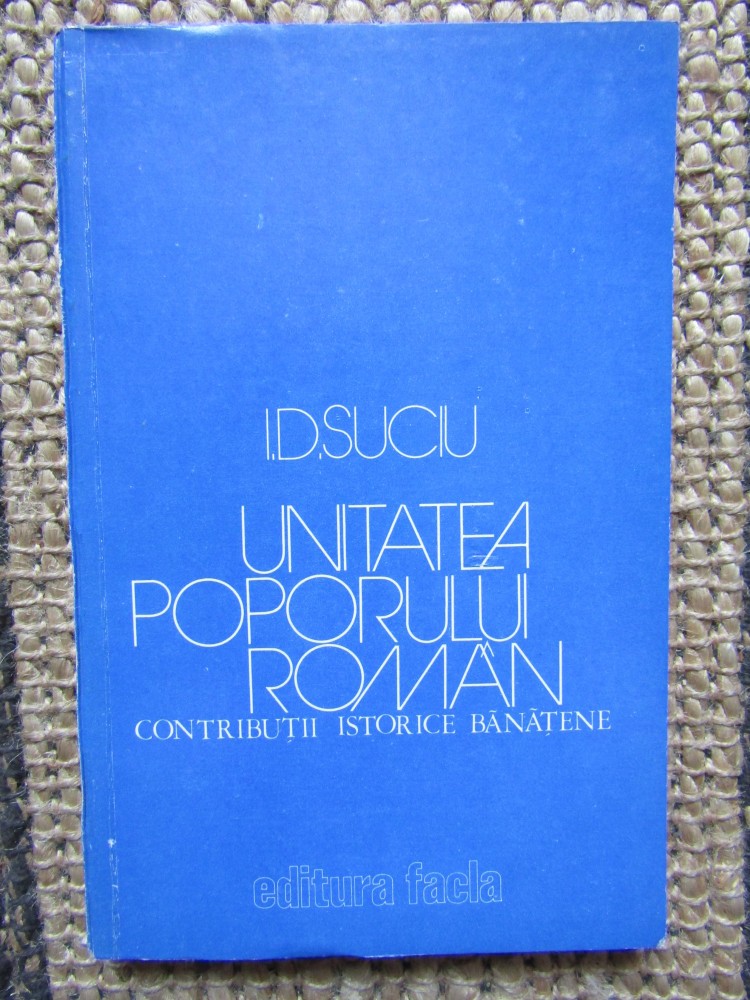 I.D.SUCIU
UNITATEA
POPORULUI
ROMÂN
CONTRIBUȚII ISTORICE BĂNĂȚENE
editura facla